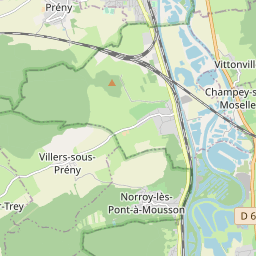 Prény
Vittonvill
Champey-s
Moselle
Villers-sous-
Prény
Norroy-lès-
Pont-à-Mousson
r-Trey
D 6